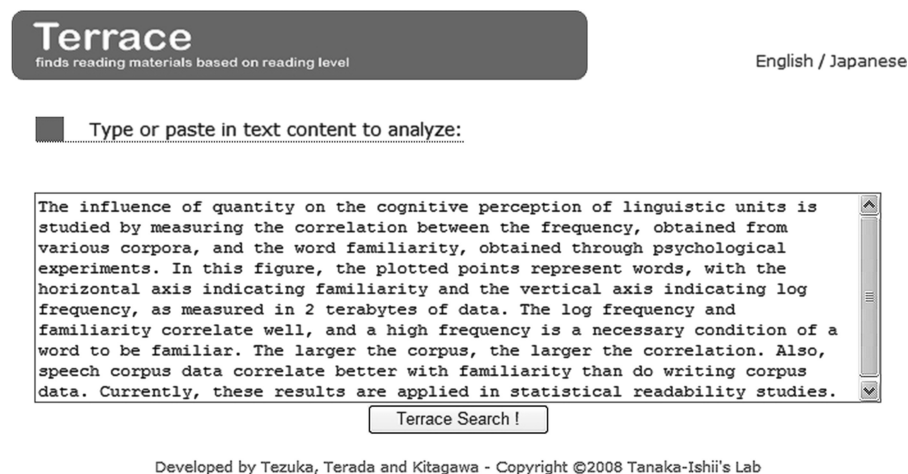 Terrace
finds reading materials based on reading level
English / Japanese
Type or paste in text content to analyze:
The influence of quantity on the cognitive perception of linguistic units is
studied by measuring the correlation between the frequency, obtained from
various corpora, and the word familiarity, obtained through psychological
experiments. In this figure, the plotted points represent words, with the
horizontal axis indicating familiarity and the vertical axis indicating log
frequency, as measured in 2 terabytes of data. The log frequency and
familiarity correlate well, and a high frequency is a necessary condition of a
word to be familiar. The larger the corpus, the larger the correlation. Also,
speech corpus data correlate better with familiarity than do writing corpus
data. Currently, these results are applied in statistical readability studies.
Terrace Search !
Developed by Tezuka, Terada and Kitagawa - Copyright ©2008 Tanaka-Ishii's Lab